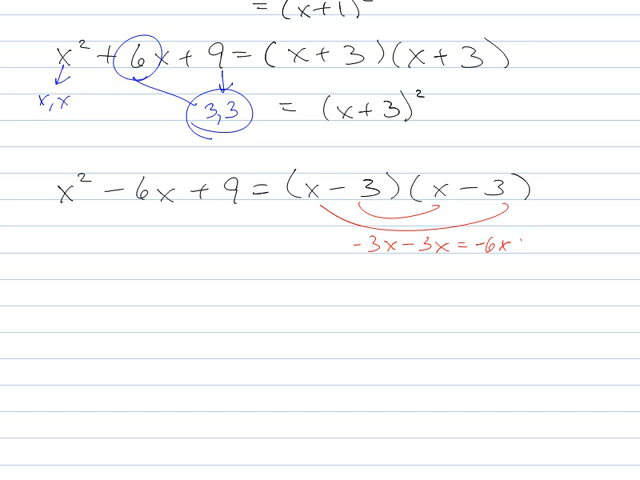 = (x+1)²
x² + 6x + 9 = (x+3)(x+3)
x,x 3,3 = (x+3)²
x² - 6x + 9 = (x-3)(x-3)
-3x-3x=-6x